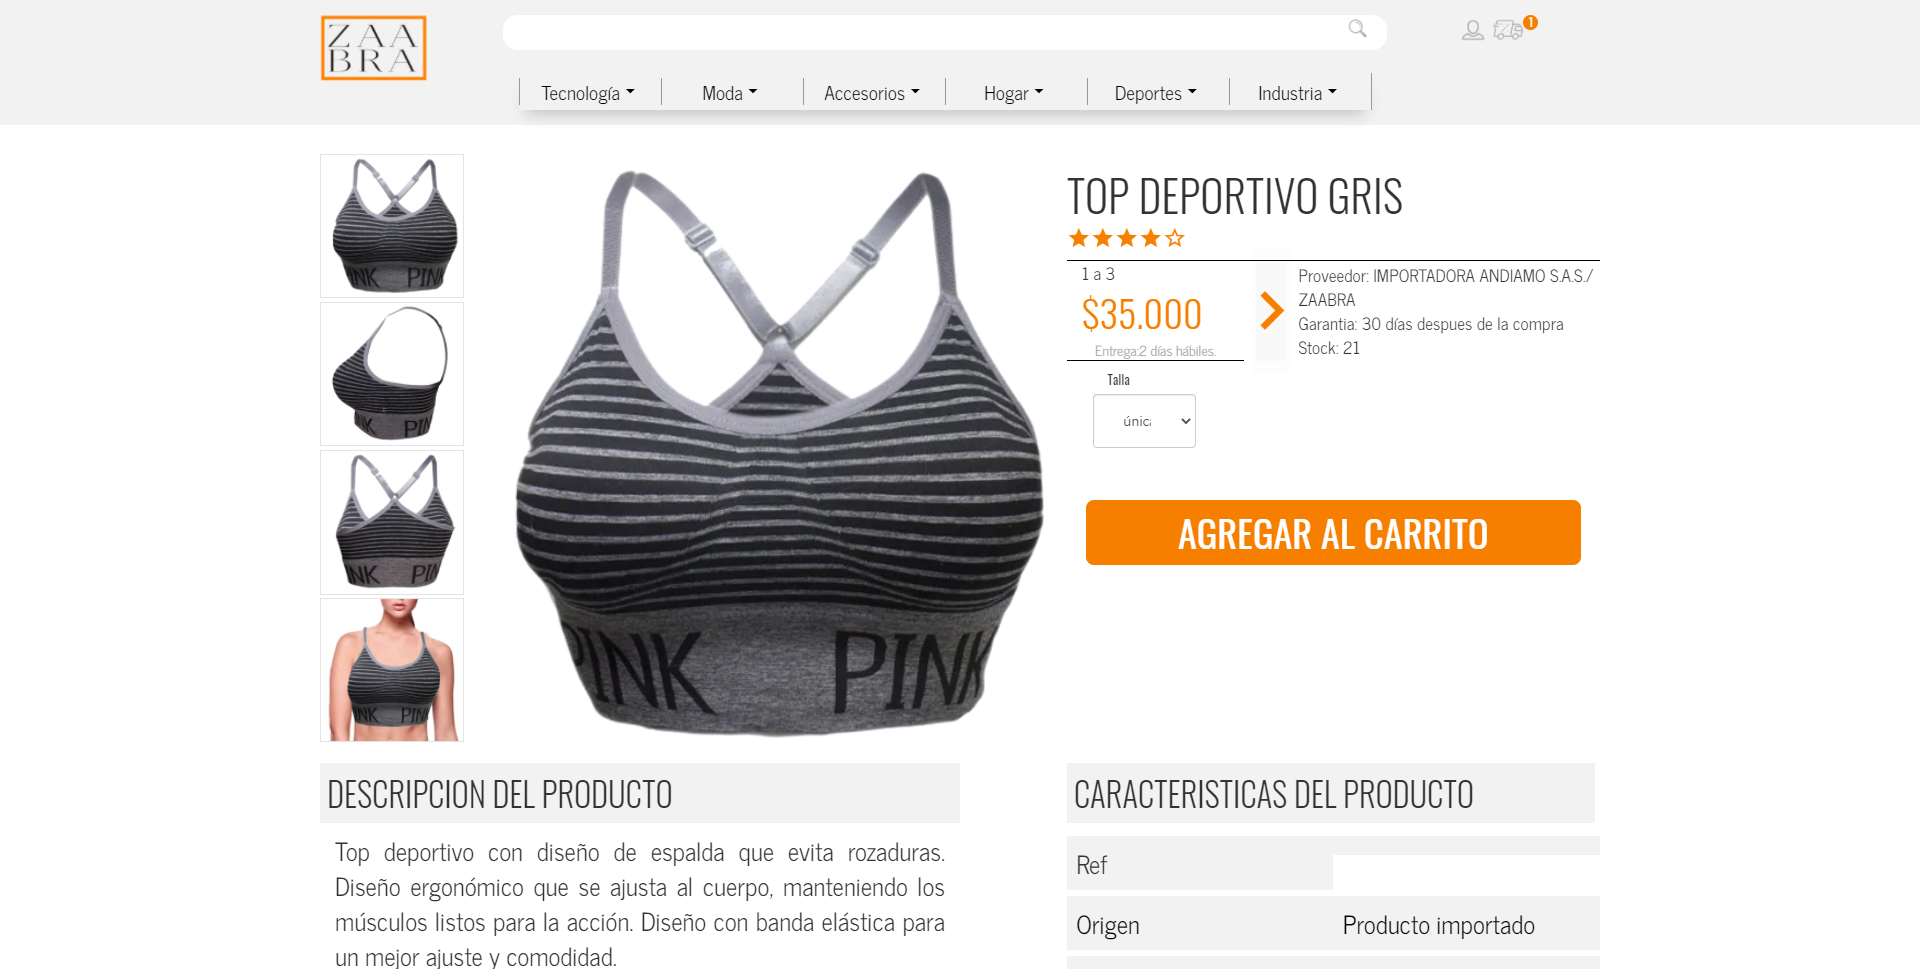 ZAA
BRA
1
Tecnología
Moda
Accesorios
Hogar
Deportes
Industria
TOP DEPORTIVO GRIS
1 a 3
$35.000
Entrega:2 días hábiles.
Proveedor: IMPORTADORA ANDIAMO S.A.S./
ZAABRA
Garantia: 30 días despues de la compra
Stock: 21
Talla
única
AGREGAR AL CARRITO
PINK PINK
DESCRIPCION DEL PRODUCTO
Top deportivo con diseño de espalda que evita rozaduras.
Diseño ergonómico que se ajusta al cuerpo, manteniendo los
músculos listos para la acción. Diseño con banda elástica para
un mejor ajuste y comodidad.
CARACTERISTICAS DEL PRODUCTO
Ref
Origen Producto importado